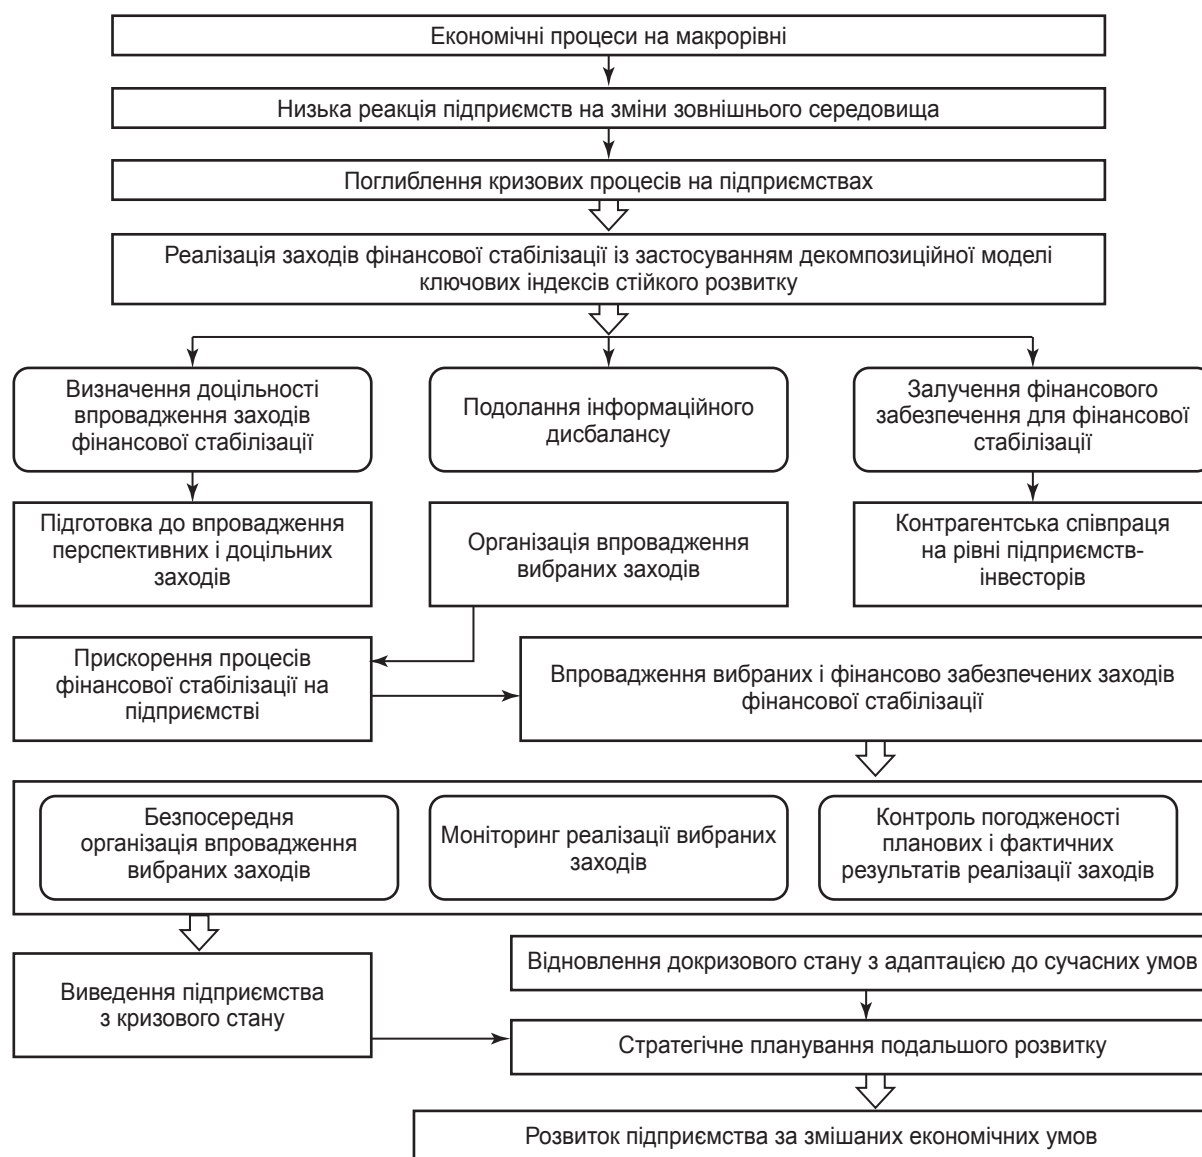 Економічні процеси на макрорівні
Низька реакція підприємств на зміни зовнішнього середовища
Поглиблення кризових процесів на підприємствах
Реалізація заходів фінансової стабілізації із застосуванням декомпозиційної моделі
ключових індексів стійкого розвитку
Визначення доцільності
впровадження заходів
фінансової стабілізації
Подолання інформаційного
дисбалансу
Залучення фінансового
забезпечення для фінансової
стабілізації
Підготовка до впровадження
перспективних і доцільних
заходів
Організація впровадження
вибраних заходів
Контрагентська співпраця
на рівні підприємств-
інвесторів
Прискорення процесів
фінансової стабілізації на
підприємстві
Впровадження вибраних і фінансово забезпечених заходів
фінансової стабілізації
Безпосередня
організація впровадження
вибраних заходів
Моніторинг реалізації вибраних
заходів
Контроль погодженості
планових і фактичних
результатів реалізації заходів
Виведення підприємства
з кризового стану
Відновлення докризового стану з адаптацією до сучасних умов
Стратегічне планування подальшого розвитку
Розвиток підприємства за змішаних економічних умов